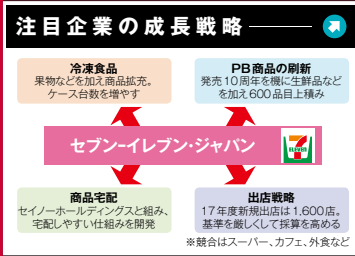 注目企業の成長戦略
冷凍食品
果物などを加え商品拡充。
ケース台数を増やす
PB商品の刷新
発売10周年を機に生鮮品など
を加え600品目上積み
セブン-イレブン・ジャパン
ELEVEN
商品宅配
セイノーホールディングスと組み、
宅配しやすい仕組みを開発
出店戦略
17年度新規出店は1,600店。
基準を厳しくして採算を高める
※競合はスーパー、カフェ、外食など